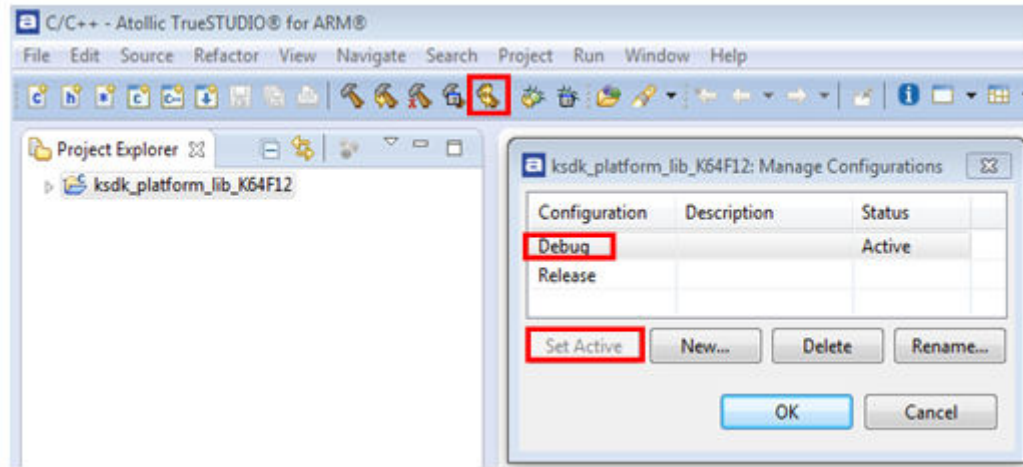 C/C++ - Atollic TrueSTUDIO® for ARM®
File Edit Source Refactor View Navigate Search Project Run Window Help
Project Explorer
ksdk_platform_lib_K64F12
ksdk_platform_lib_K64F12: Manage Configurations
Configuration Description Status
Debug Active
Release
Set Active New... Delete Rename...
OK Cancel